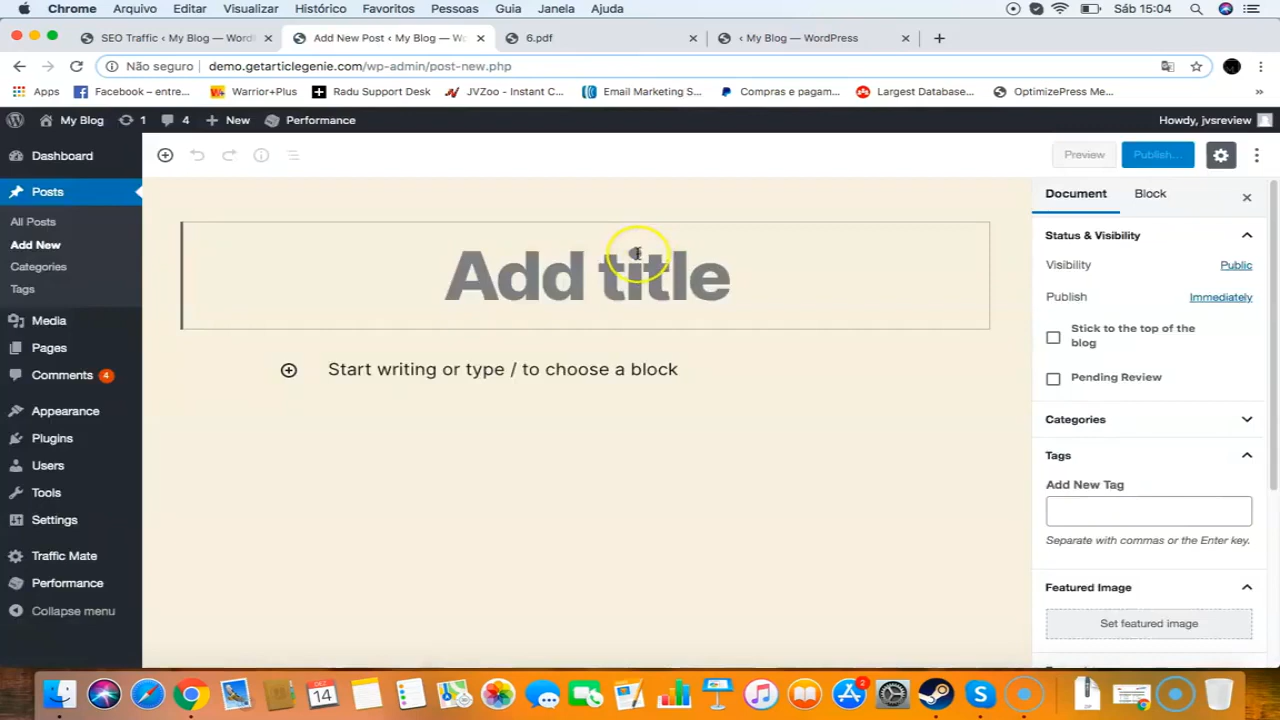 Chrome Arquivo Editar Visualizar Histórico Favoritos Pessoas Guia Janela Ajuda Sáb 15:04
SEO Traffic ‹ My Blog — Word
Add New Post ‹ My Blog — Wo
6.pdf
‹ My Blog — WordPress
Não seguro demo.getarticlegenie.com/wp-admin/post-new.php
Apps Facebook – entre... Warrior+Plus Radu Support Desk JVZoo - Instant C... Email Marketing S... Compras e pagam... Largest Database... OptimizePress Me... »
My Blog 1 4 New Performance Howdy, jvsreview
Dashboard
Posts
All Posts
Add New
Categories
Tags
Media
Pages
Comments 4
Appearance
Plugins
Users
Tools
Settings
Traffic Mate
Performance
Collapse menu
Preview Publish...
Add title
Start writing or type / to choose a block
Document Block
Status & Visibility
Visibility Public
Publish Immediately
Stick to the top of the
blog
Pending Review
Categories
Tags
Add New Tag
Separate with commas or the Enter key.
Featured Image
Set featured image
DEZ
14
2